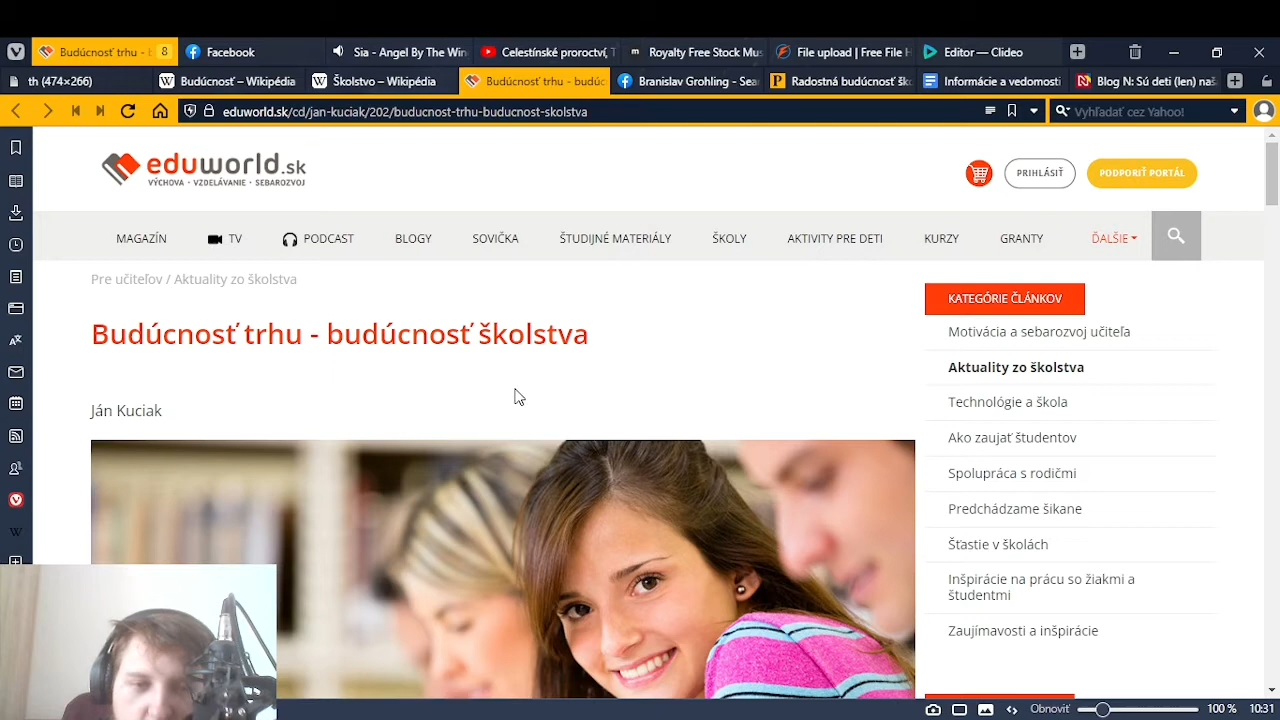 Budúcnosť trhu - b
8
Facebook
Sia - Angel By The Win
Celestínské proroctví, T
Royalty Free Stock Mus
File upload | Free File H
Editor — Clideo
th (474×266)
Budúcnosť – Wikipédia
Školstvo – Wikipédia
Budúcnosť trhu - budúc
Branislav Grohling - Sea
Radostná budúcnosť ško
Informácie a vedomosti
Blog N: Sú deti (len) naš
eduworld.sk/cd/jan-kuciak/202/buducnost-trhu-buducnost-skolstva
Vyhľadať cez Yahoo!
eduworld.sk
VÝCHOVA · VZDELÁVANIE · SEBAROZVOJ
PRIHLÁSIŤ
PODPORIŤ PORTÁL
MAGAZÍN
TV
PODCAST
BLOGY
SOVIČKA
ŠTUDIJNÉ MATERIÁLY
ŠKOLY
AKTIVITY PRE DETI
KURZY
GRANTY
ĎALŠIE
Pre učiteľov / Aktuality zo školstva
Budúcnosť trhu - budúcnosť školstva
Ján Kuciak
KATEGÓRIE ČLÁNKOV
Motivácia a sebarozvoj učiteľa
Aktuality zo školstva
Technológie a škola
Ako zaujať študentov
Spolupráca s rodičmi
Predchádzame šikane
Šťastie v školách
Inšpirácie na prácu so žiakmi a
študentmi
Zaujímavosti a inšpirácie
Obnoviť
100 %
10:31